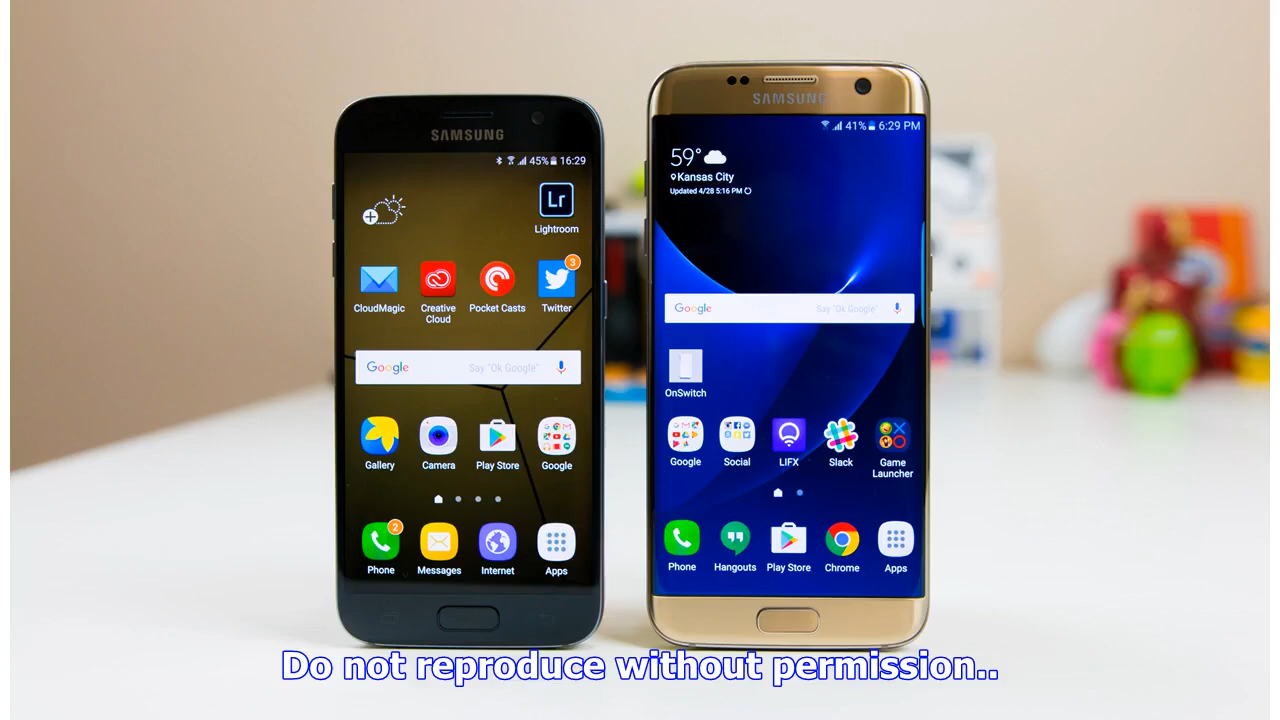 SAMSUNG
45% 16:29
Lr
Lightroom
3
CloudMagic
Creative Cloud
Pocket Casts
Twitter
Google
Say "Ok Google"
Gallery
Camera
Play Store
Google
2
Phone
Messages
Internet
Apps
SAMSUNG
41% 6:29 PM
59°
Kansas City
Updated 4/28 5:16 PM
Google
Say "Ok Google"
OnSwitch
Google
Social
LIFX
Slack
Game Launcher
Phone
Hangouts
Play Store
Chrome
Apps
Do not reproduce without permission..